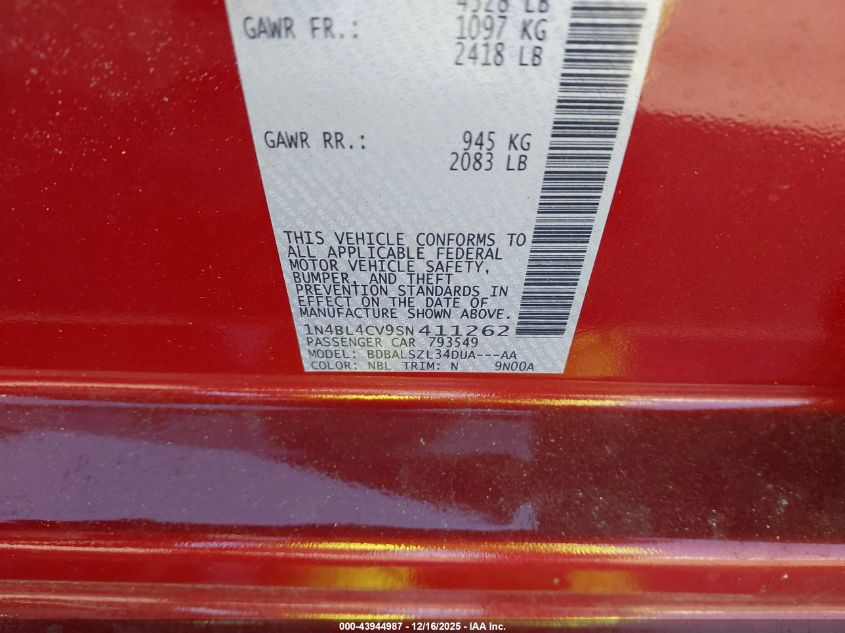 4328 LB
GAWR FR.: 1097 KG
2418 LB
GAWR RR.: 945 KG
2083 LB
THIS VEHICLE CONFORMS TO
ALL APPLICABLE FEDERAL
MOTOR VEHICLE SAFETY,
BUMPER, AND THEFT
PREVENTION STANDARDS IN
EFFECT ON THE DATE OF
MANUFACTURE SHOWN ABOVE.
1N4BL4CV9SN411262
PASSENGER CAR 793549
MODEL: BDBALSZL34DUA---AA
COLOR: NBL TRIM: N 9N00A
000-43944987 - 12/16/2025 - IAA Inc.